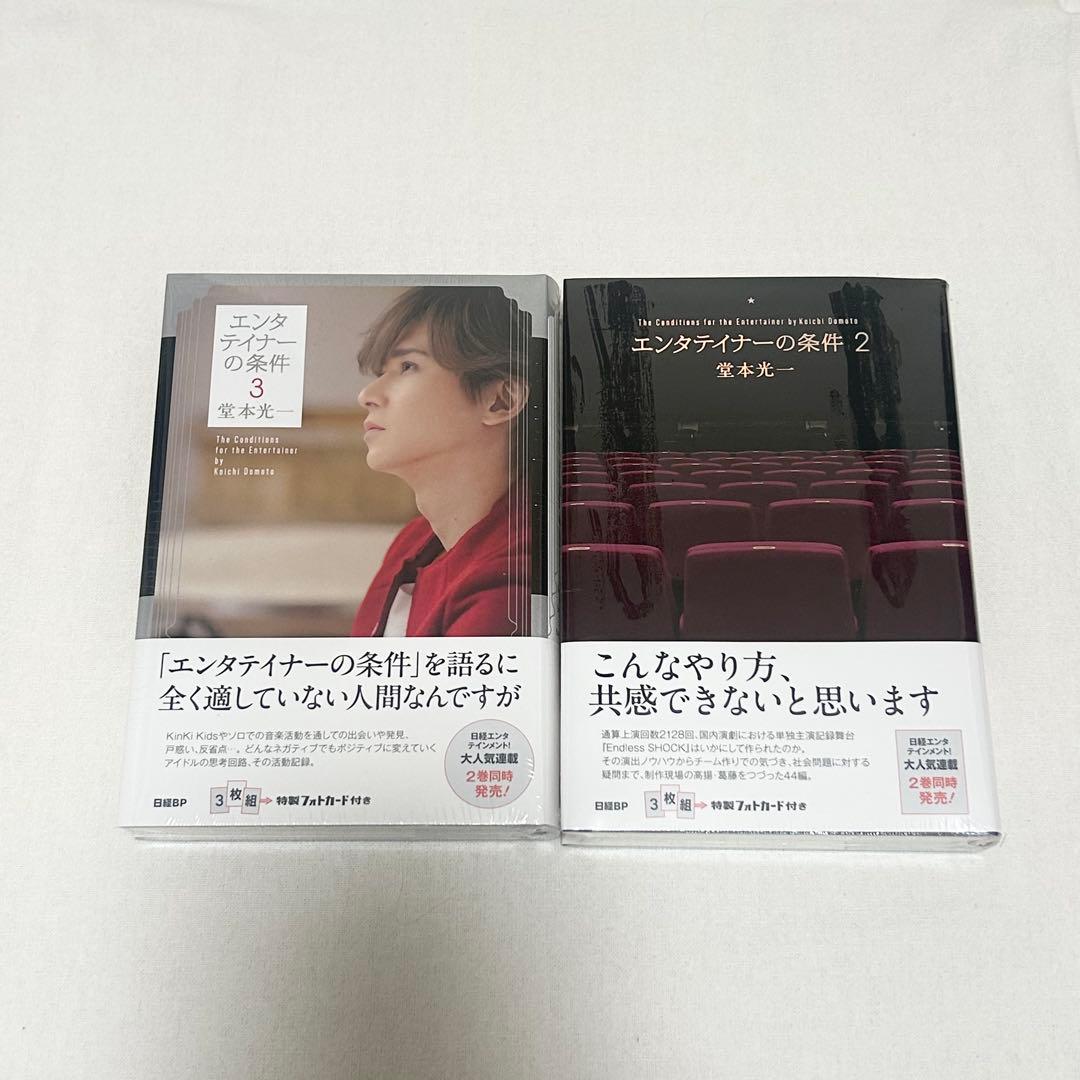 エンタ
テイナー
の条件
3
堂本光一
The Conditions
for the Entertainer
by
Koichi Domoto
「エンタテイナーの条件」を語るに
全く適していない人間なんですが
KinKi Kidsやソロでの音楽活動を通しての出会いや発見、
戸惑い、反省点…。どんなネガティブでもポジティブに変えていく
アイドルの思考回路、その活動記録。
日経エンタ
テインメント!
大人気連載
2巻同時
発売!
日経BP
3枚組→特製フォトカード付き
The Conditions for the Entertainer by Koichi Domoto
エンタテイナーの条件 2
堂本光一
こんなやり方、
共感できないと思います
通算上演回数2128回、国内演劇における単独主演記録舞台
『Endless SHOCK』はいかにして作られたのか。
その演出ノウハウからチーム作りでの気づき、社会問題に対する
疑問まで、制作現場の高揚・葛藤をつづった44編。
日経エンタ
テインメント!
大人気連載
2巻同時
発売!
日経BP
3枚組→特製フォトカード付き